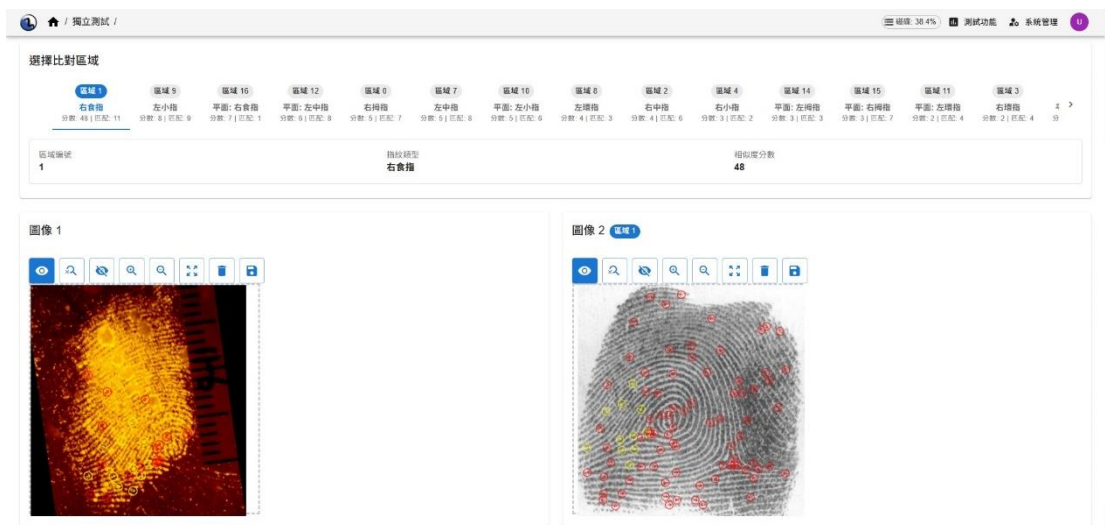 / 獨立測試 /
磁碟: 38.4%
測試功能
系統管理
U
選擇比對區域
區域 1
右食指
分數: 48 | 匹配: 11
區域 9
左小指
分數: 8 | 匹配: 9
區域 16
平面: 右食指
分數: 7 | 匹配: 1
區域 12
平面: 左中指
分數: 6 | 匹配: 8
區域 0
右拇指
分數: 5 | 匹配: 7
區域 7
左中指
分數: 5 | 匹配: 8
區域 10
平面: 左小指
分數: 5 | 匹配: 6
區域 8
左環指
分數: 4 | 匹配: 3
區域 2
右中指
分數: 4 | 匹配: 6
區域 4
右小指
分數: 3 | 匹配: 2
區域 14
平面: 左拇指
分數: 3 | 匹配: 3
區域 15
平面: 右拇指
分數: 3 | 匹配: 7
區域 11
平面: 左環指
分數: 2 | 匹配: 4
區域 3
右環指
分數: 2 | 匹配: 4
區域編號
1
指紋類型
右食指
相似度分數
48
圖像 1
圖像 2
區域 1